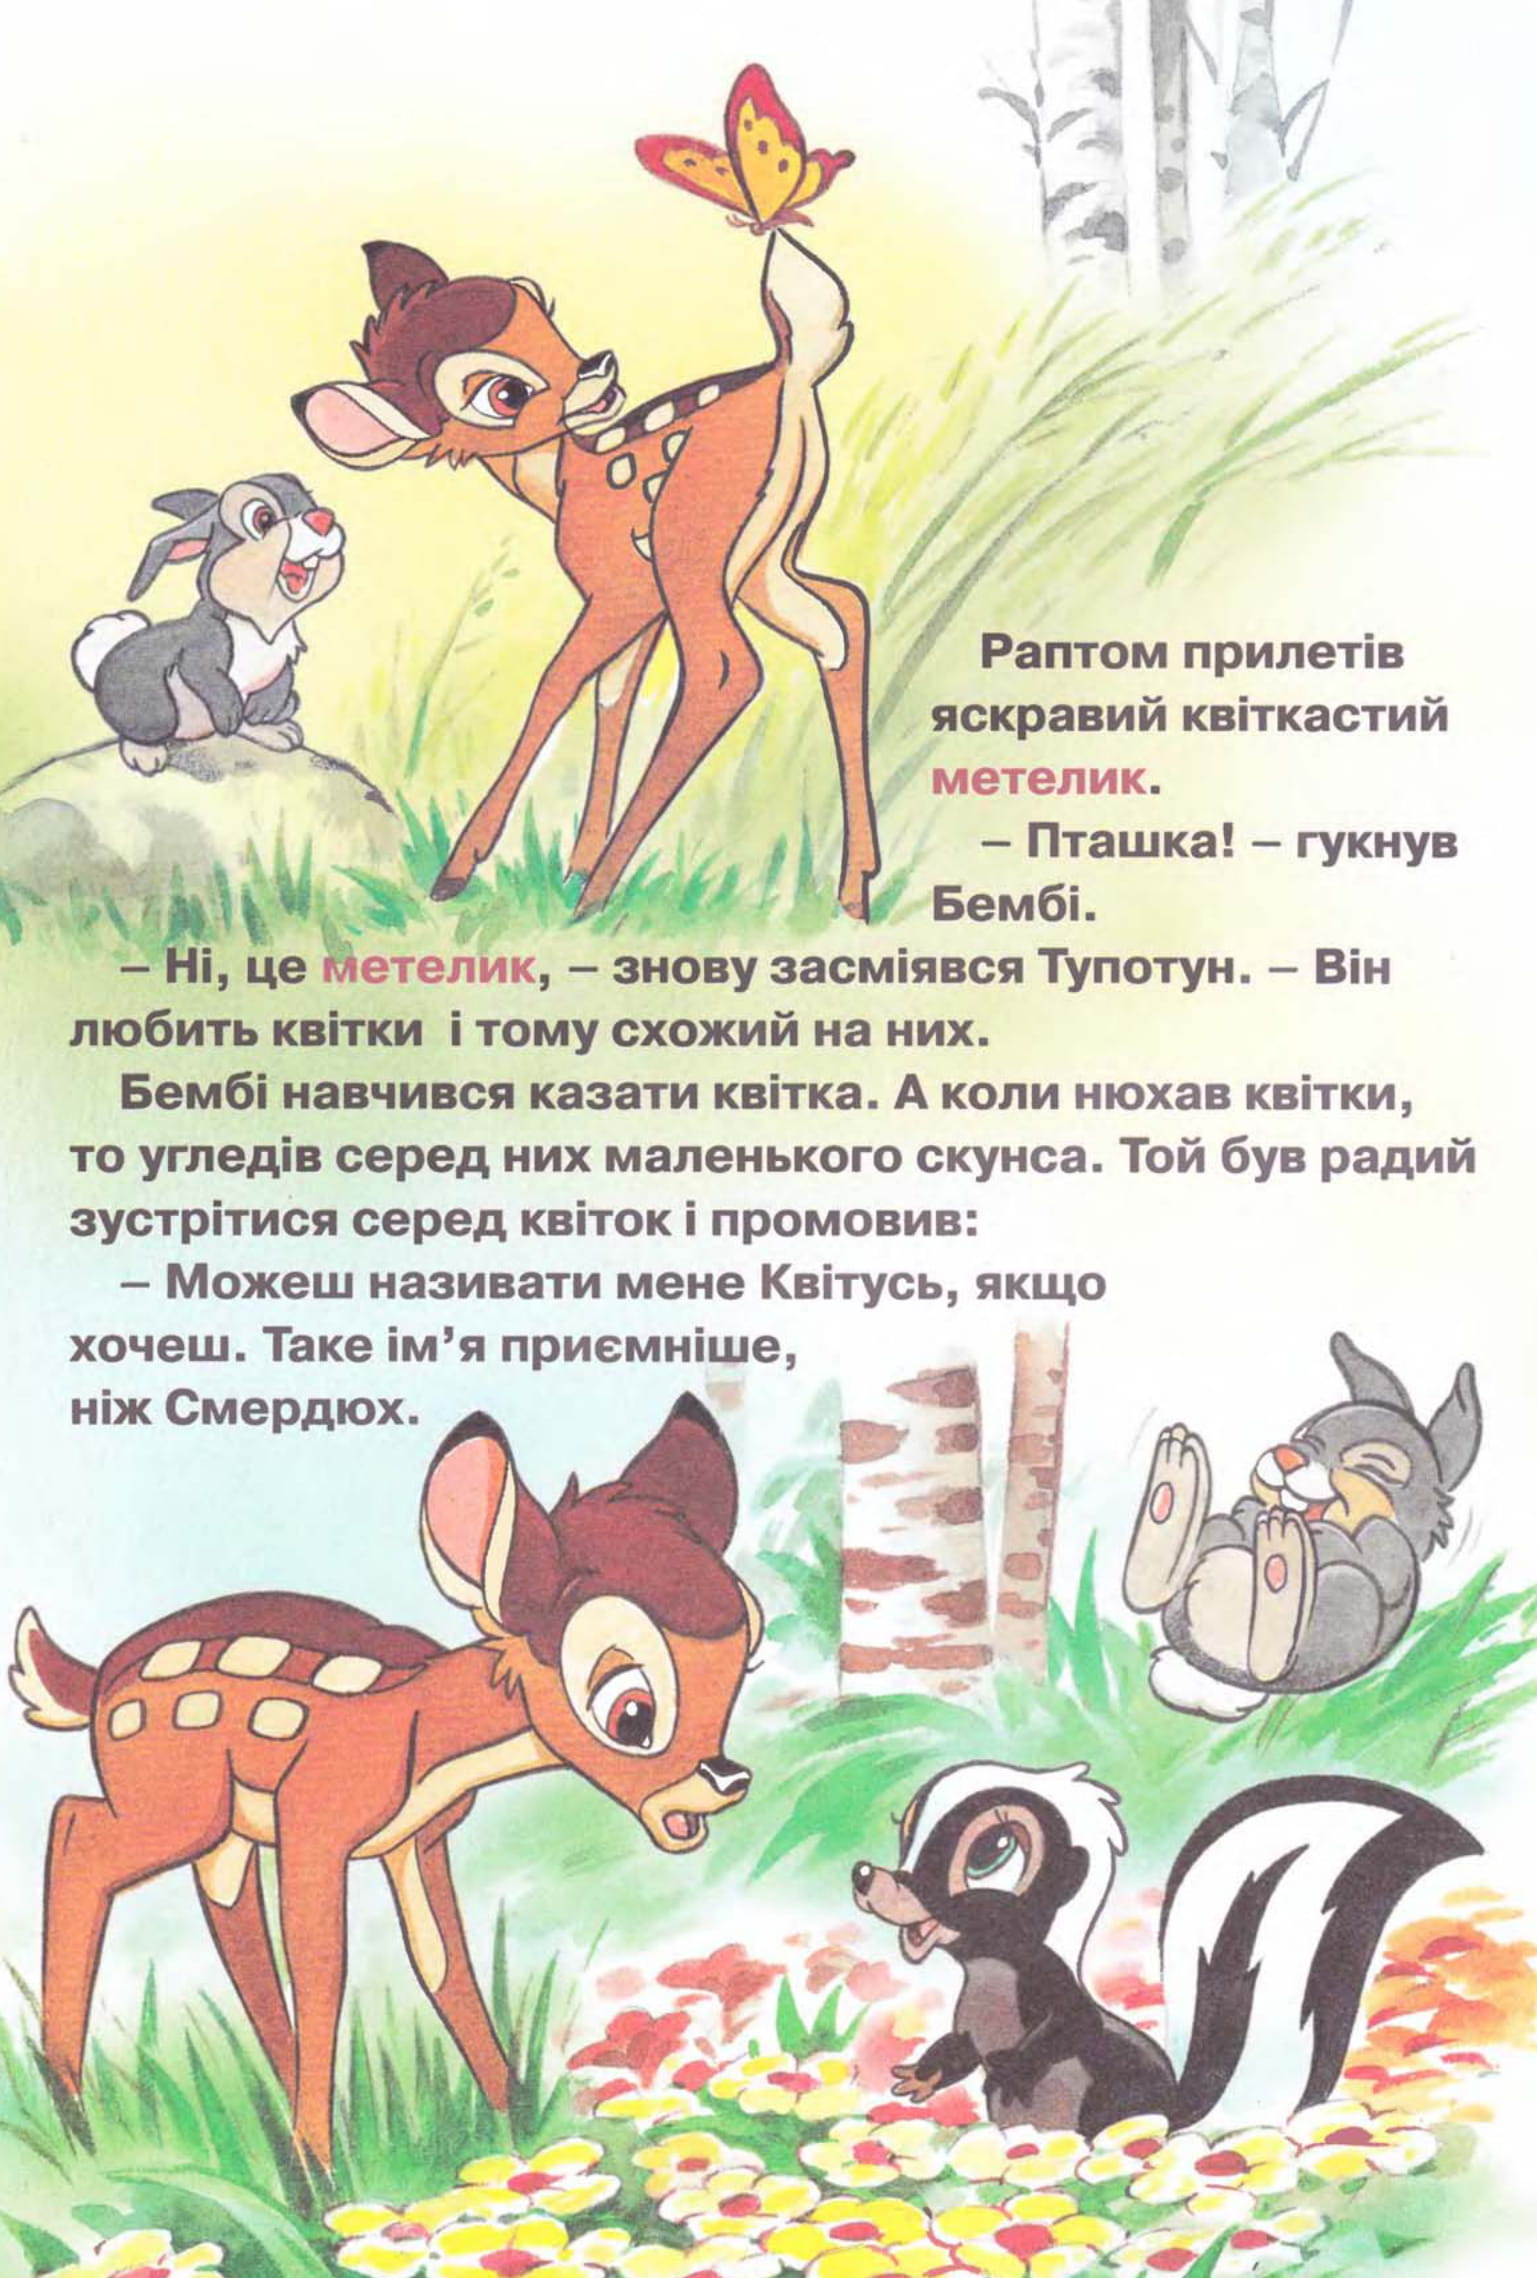 Раптом прилетів
яскравий квіткастий
метелик.
– Пташка! – гукнув
Бембі.
– Ні, це метелик, – знову засміявся Тупотун. – Він
любить квітки і тому схожий на них.
Бембі навчився казати квітка. А коли нюхав квітки,
то угледів серед них маленького скунса. Той був радий
зустрітися серед квіток і промовив:
– Можеш називати мене Квітусь, якщо
хочеш. Таке ім’я приємніше,
ніж Смердюх.